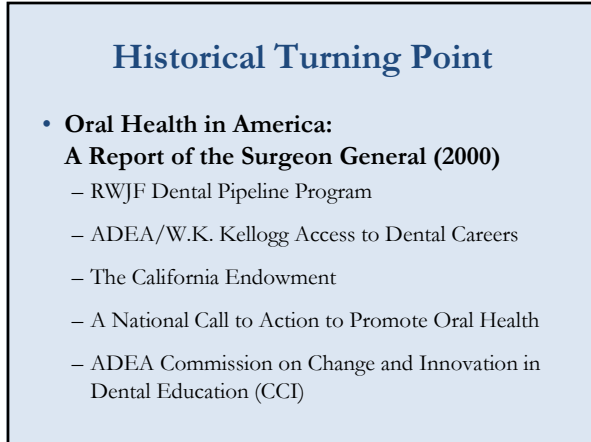 Historical Turning Point
• Oral Health in America:
A Report of the Surgeon General (2000)
– RWJF Dental Pipeline Program
– ADEA/W.K. Kellogg Access to Dental Careers
– The California Endowment
– A National Call to Action to Promote Oral Health
– ADEA Commission on Change and Innovation in
Dental Education (CCI)